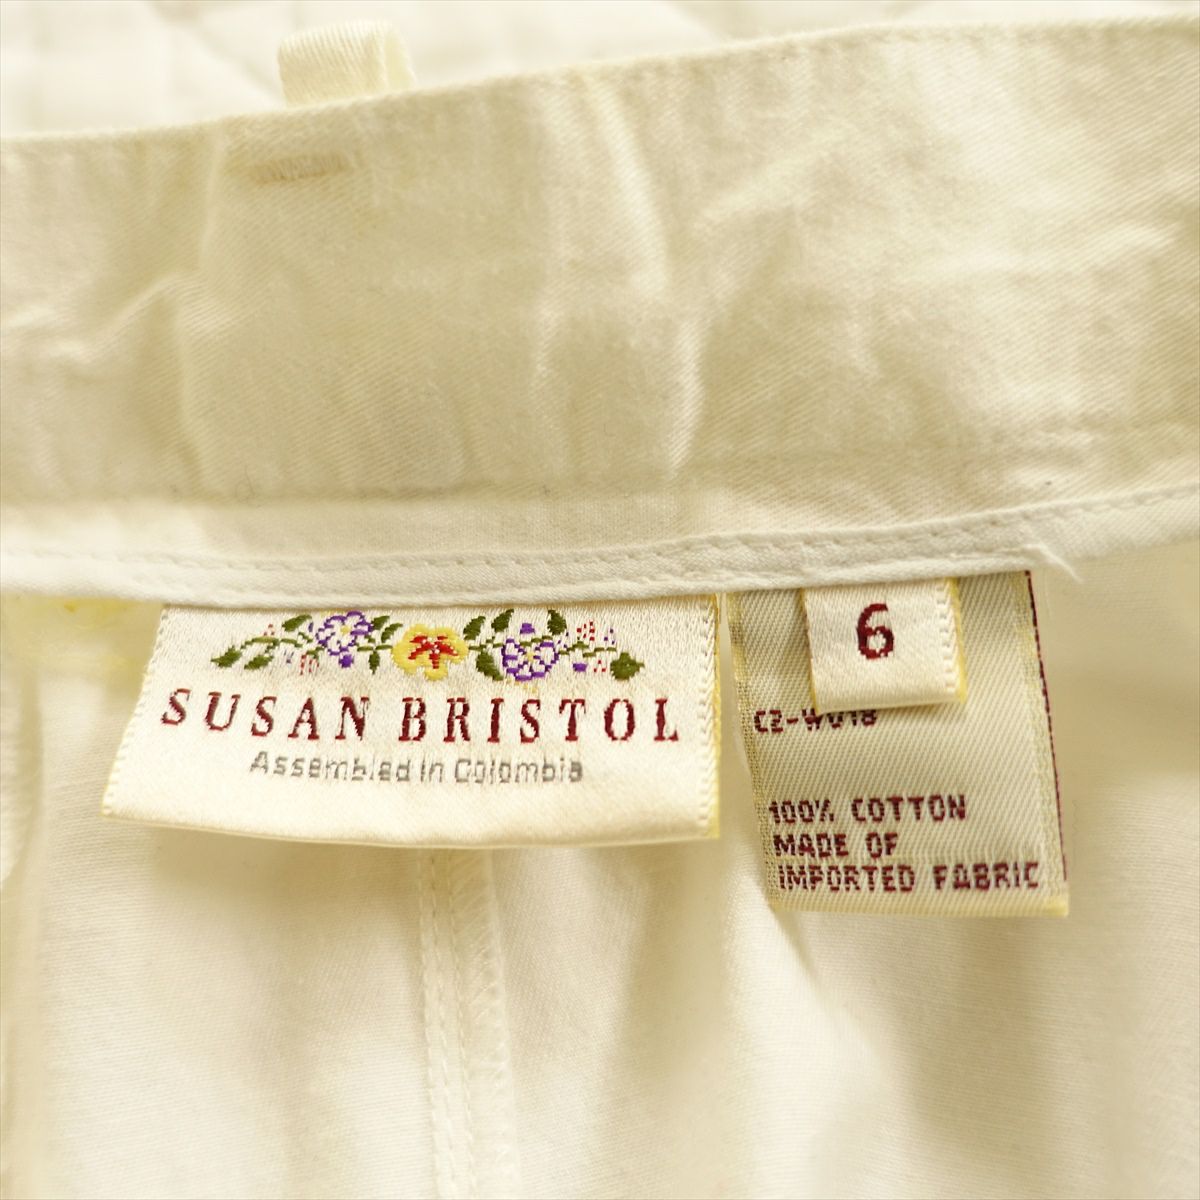 SUSAN BRISTOL
Assembled in Colombia
6
100% COTTON
MADE OF
IMPORTED FABRIC